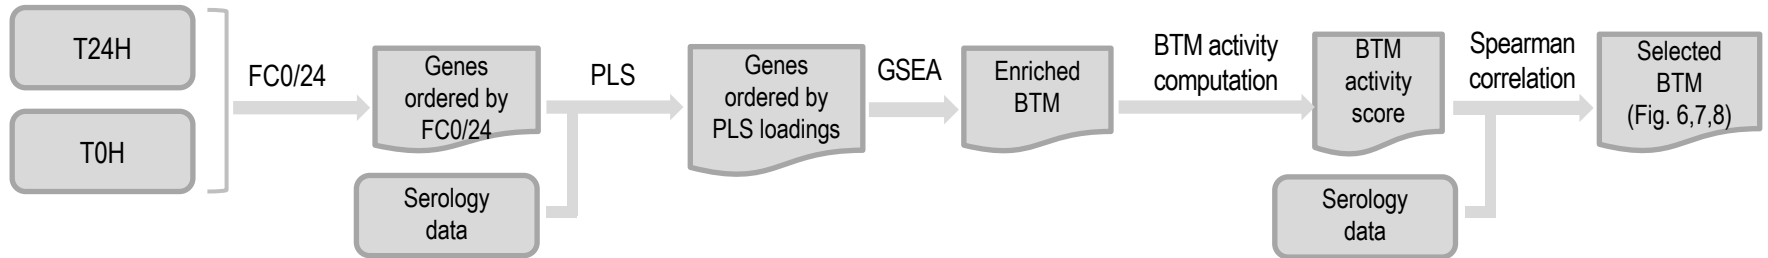 T24H
T0H
FC0/24
Genes
ordered by
FC0/24
Serology
data
PLS
Genes
ordered by
PLS loadings
GSEA
Enriched
BTM
BTM activity
computation
BTM
activity
score
Serology
data
Spearman
correlation
Selected
BTM
(Fig. 6,7,8)